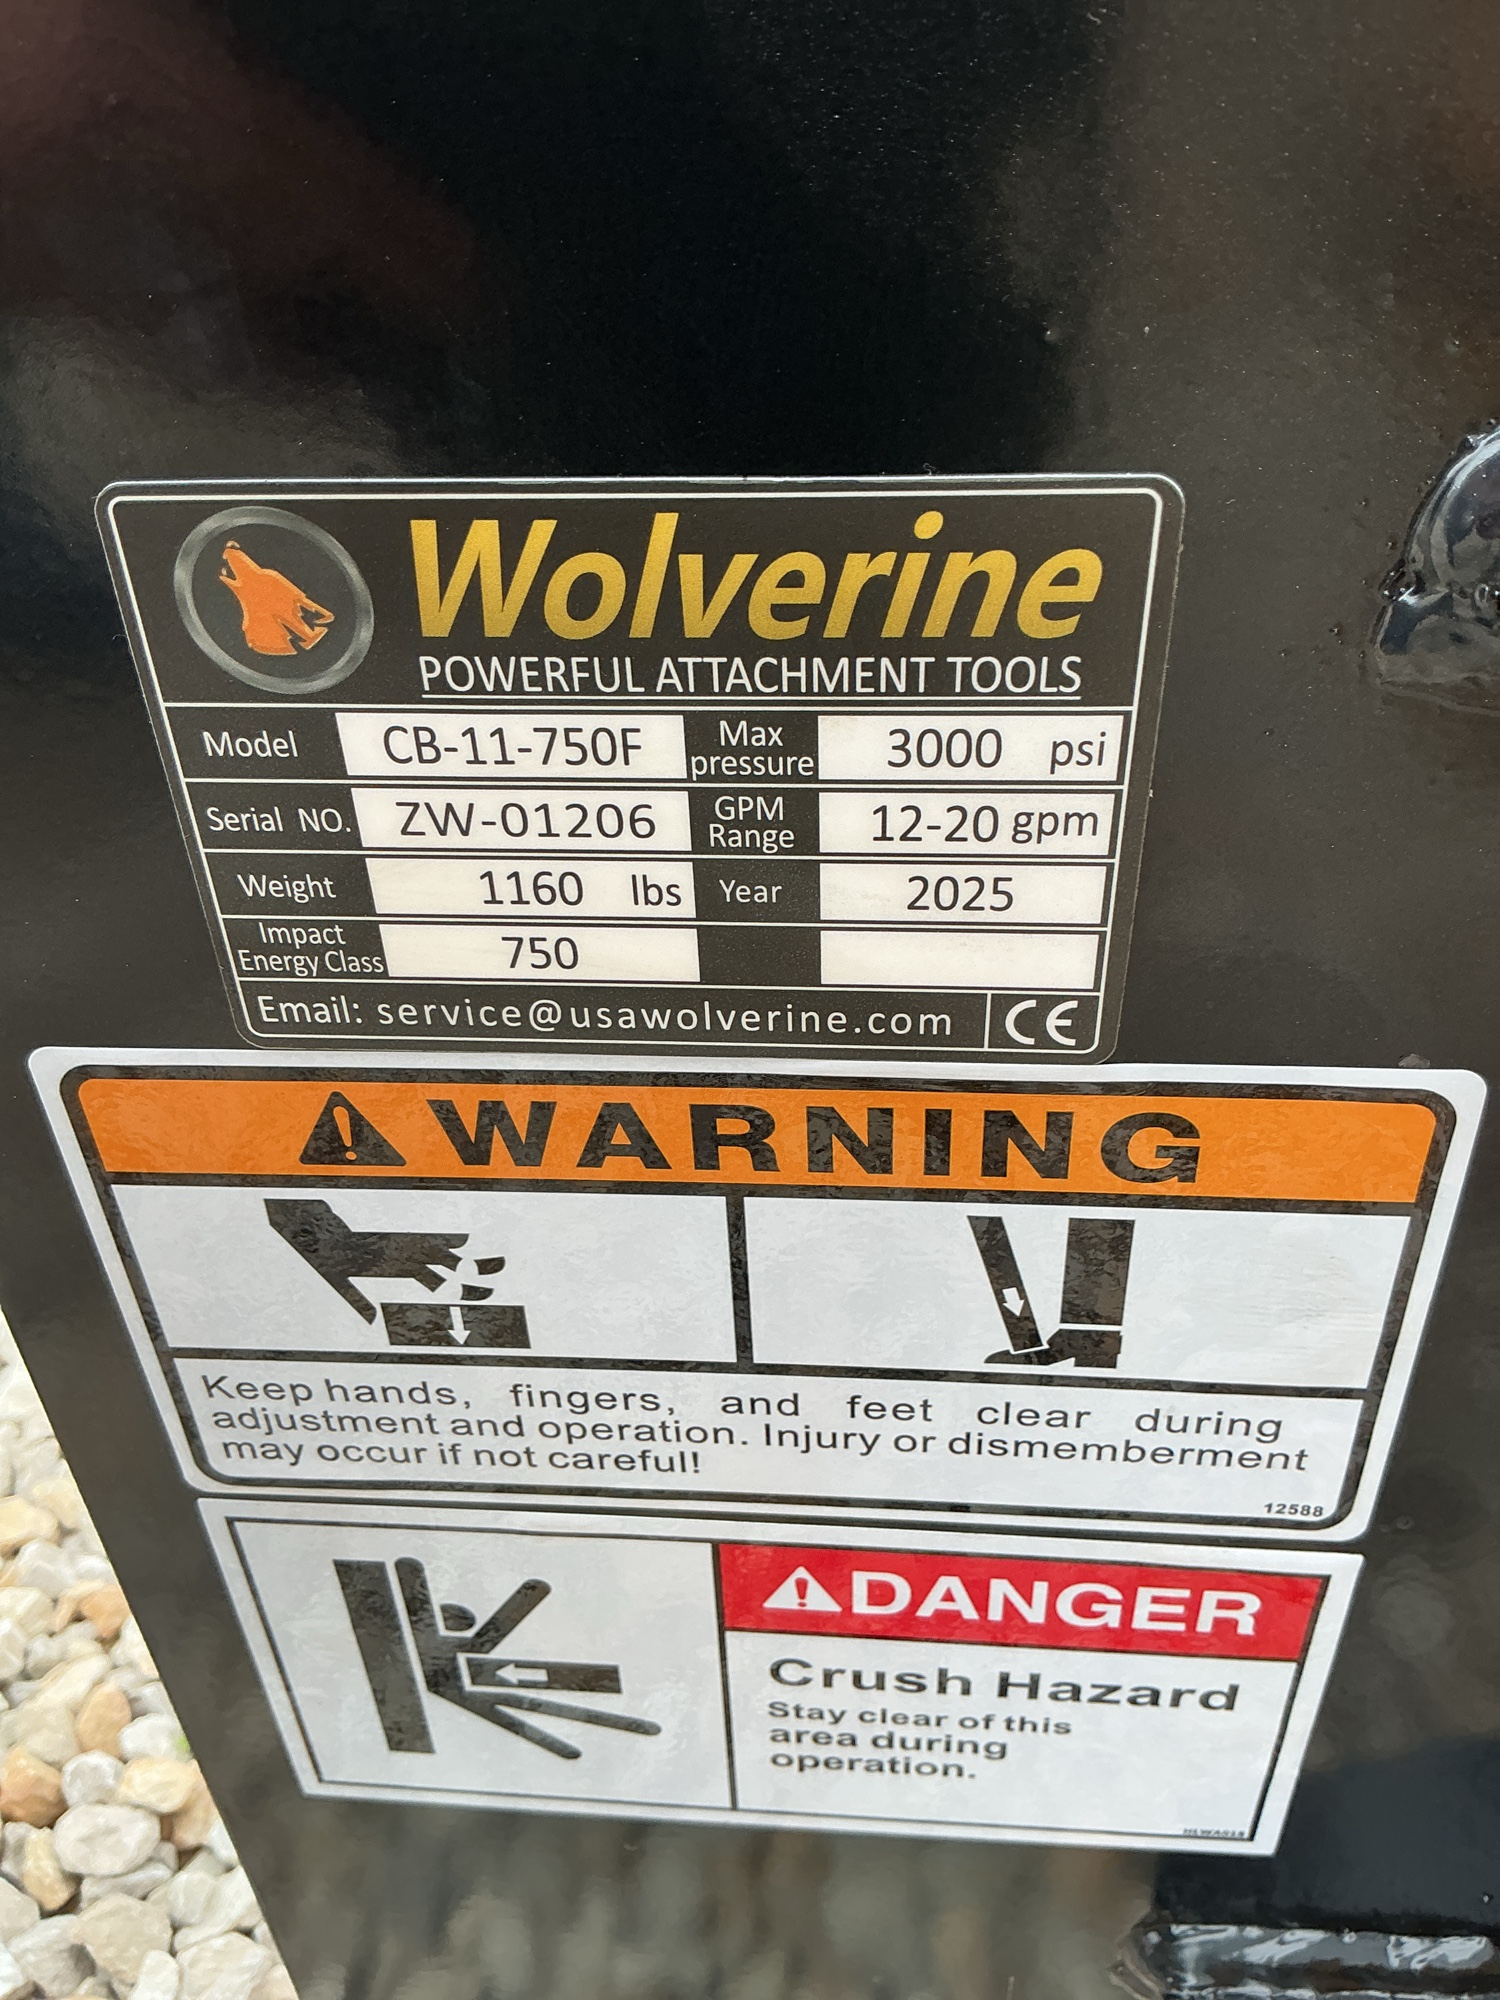 Wolverine
POWERFUL ATTACHMENT TOOLS
Model CB-11-750F Max pressure 3000 psi
Serial NO. ZW-01206 GPM Range 12-20 gpm
Weight 1160 lbs Year 2025
Impact Energy Class 750
Email: service@usawolverine.com CE
WARNING
Keep hands, fingers, and feet clear during
adjustment and operation. Injury or dismemberment
may occur if not careful!
12588
DANGER
Crush Hazard
Stay clear of this
area during
operation.